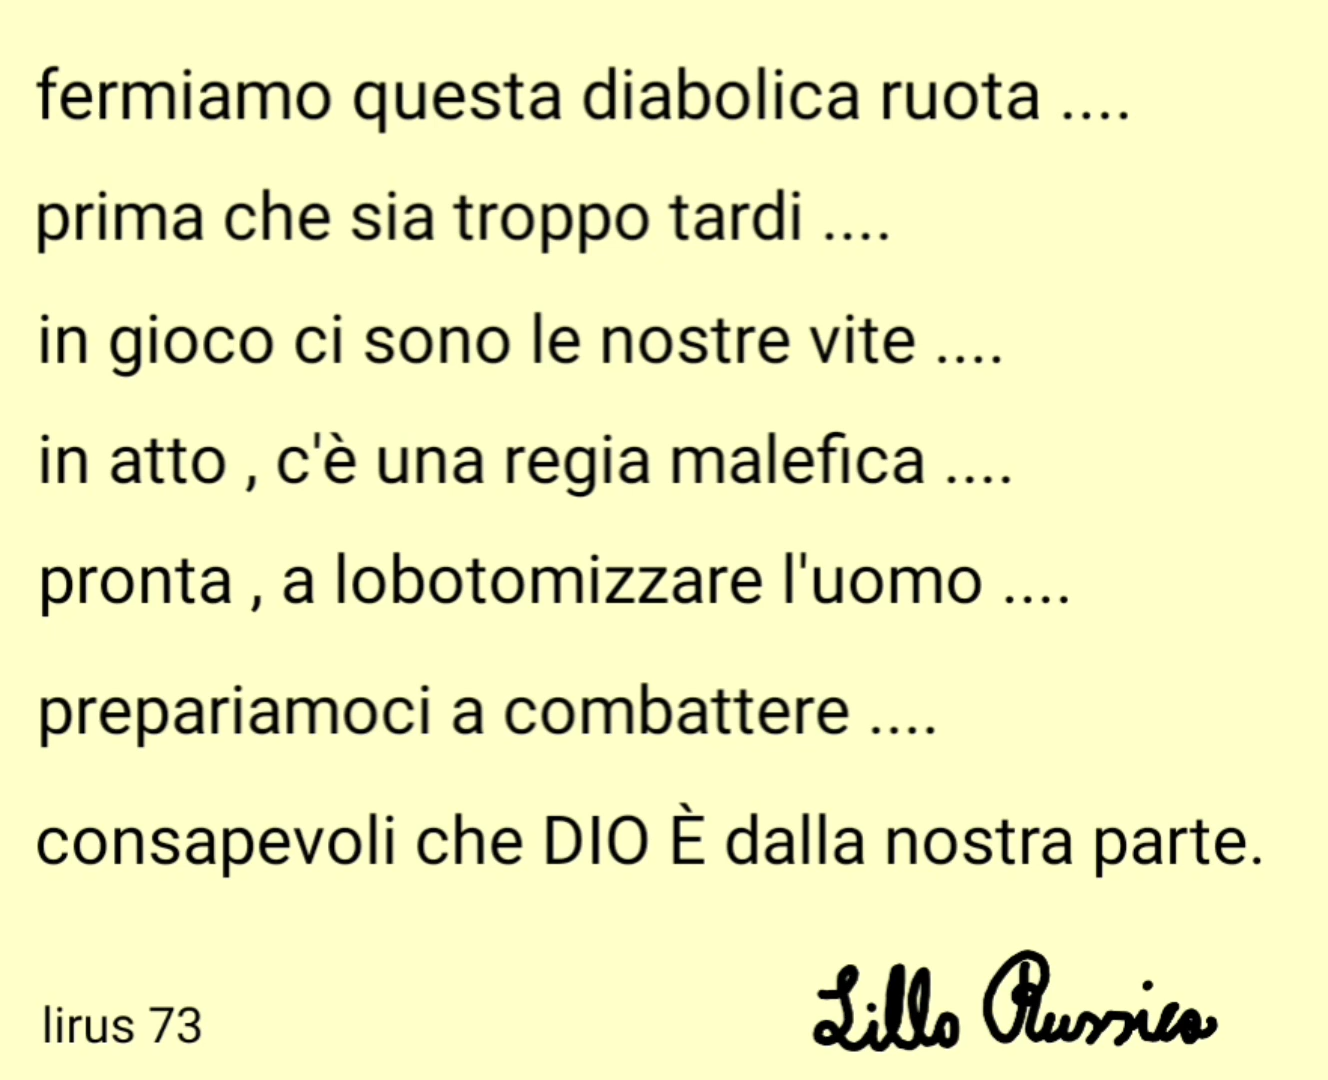 fermiamo questa diabolica ruota ....
prima che sia troppo tardi ....
in gioco ci sono le nostre vite ....
in atto , c'è una regia malefica ....
pronta , a lobotomizzare l'uomo ....
prepariamoci a combattere ....
consapevoli che DIO È dalla nostra parte.
lirus 73
Lillo Russica